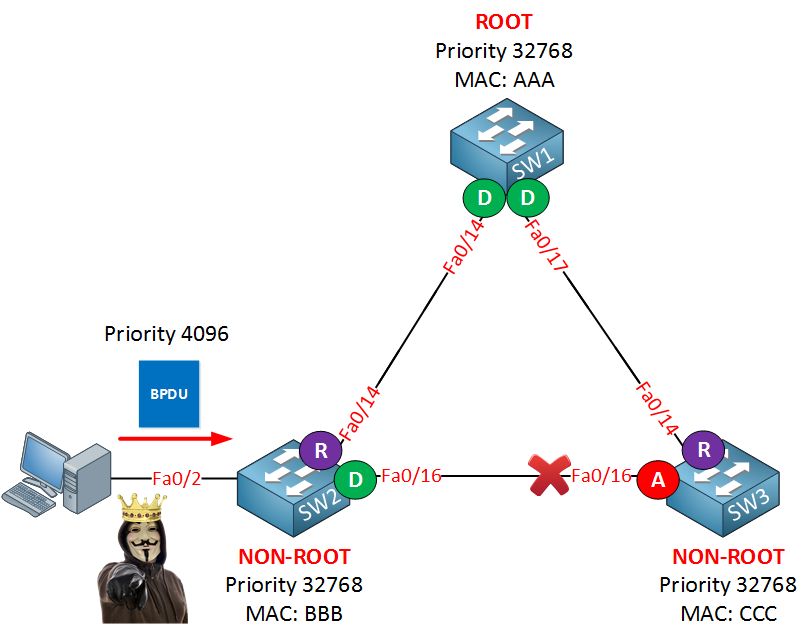 ROOT
Priority 32768
MAC: AAA
SW1
D
D
Fa0/14
Fa0/17
Priority 4096
BPDU
Fa0/14
Fa0/14
R
R
Fa0/2
SW2
D
Fa0/16
Fa0/16
A
SW3
NON-ROOT
Priority 32768
MAC: BBB
NON-ROOT
Priority 32768
MAC: CCC